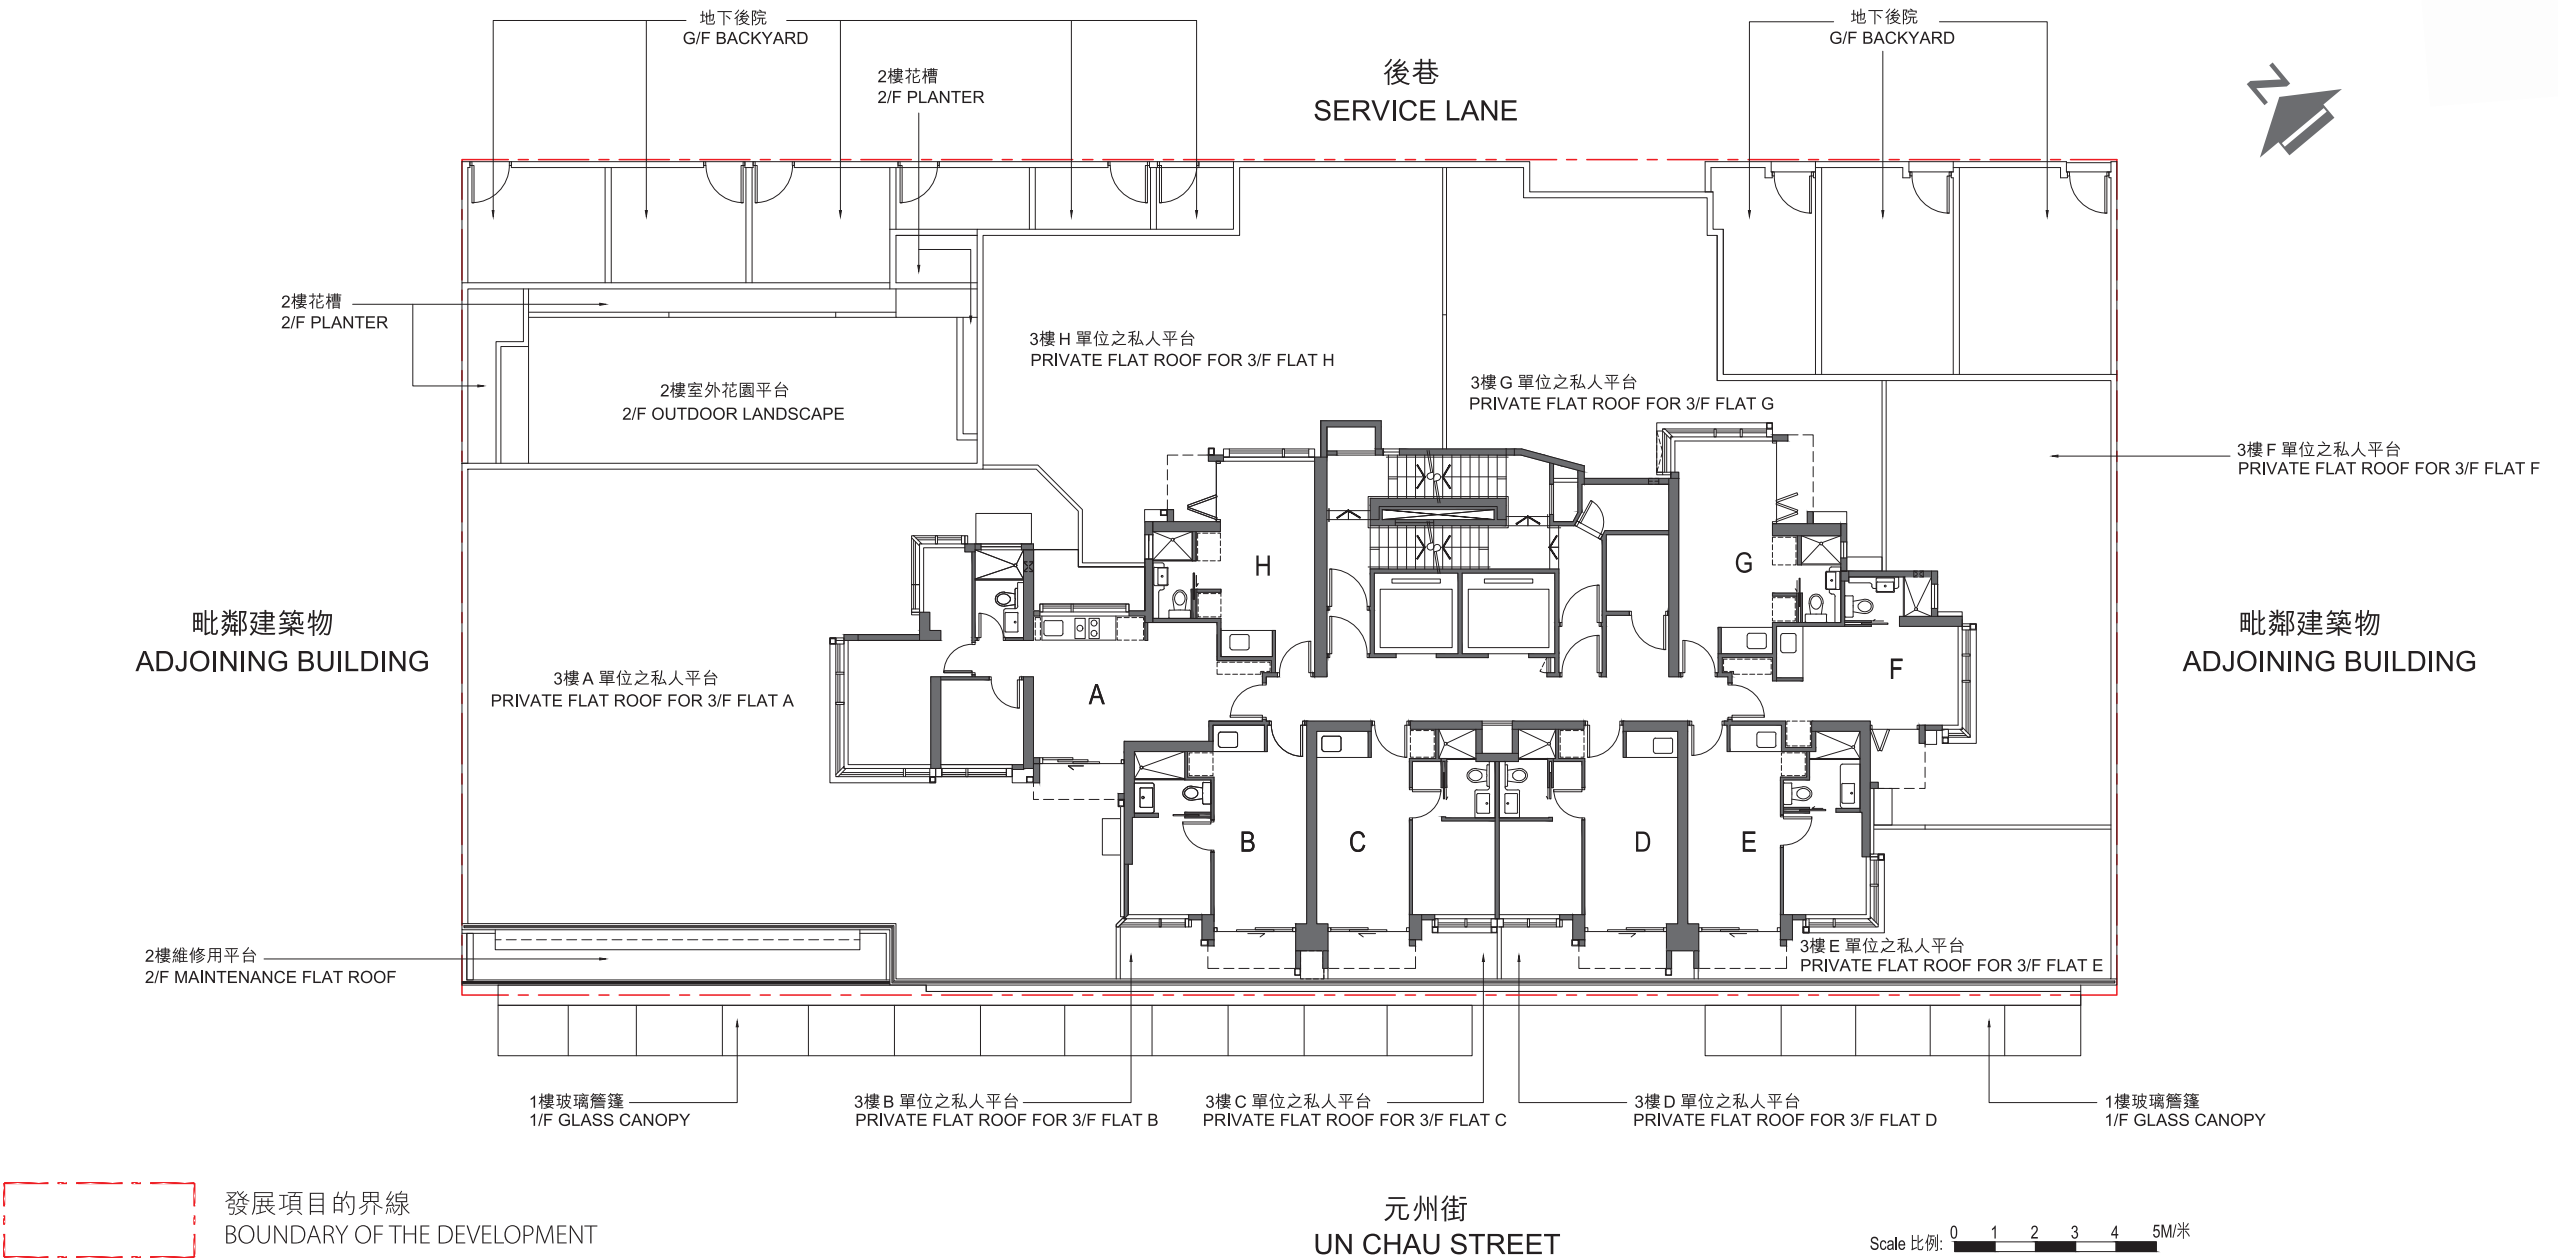 地下後院
G/F BACKYARD
地下後院
G/F BACKYARD
2樓花槽
2/F PLANTER
後巷
SERVICE LANE
N
2樓花槽
2/F PLANTER
3樓H 單位之私人平台
PRIVATE FLAT ROOF FOR 3/F FLAT H
2樓室外花園平台
2/F OUTDOOR LANDSCAPE
3樓G 單位之私人平台
PRIVATE FLAT ROOF FOR 3/F FLAT G
3樓F 單位之私人平台
PRIVATE FLAT ROOF FOR 3/F FLAT F
H
G
毗鄰建築物
ADJOINING BUILDING
毗鄰建築物
ADJOINING BUILDING
3樓A 單位之私人平台
PRIVATE FLAT ROOF FOR 3/F FLAT A
A
F
B
C
D
E
2樓維修用平台
2/F MAINTENANCE FLAT ROOF
3樓E 單位之私人平台
PRIVATE FLAT ROOF FOR 3/F FLAT E
1樓玻璃簷篷
1/F GLASS CANOPY
3樓B 單位之私人平台
PRIVATE FLAT ROOF FOR 3/F FLAT B
3樓C 單位之私人平台
PRIVATE FLAT ROOF FOR 3/F FLAT C
3樓D 單位之私人平台
PRIVATE FLAT ROOF FOR 3/F FLAT D
1樓玻璃簷篷
1/F GLASS CANOPY
發展項目的界線
BOUNDARY OF THE DEVELOPMENT
元州街
UN CHAU STREET
Scale 比例: 0 1 2 3 4 5M/米